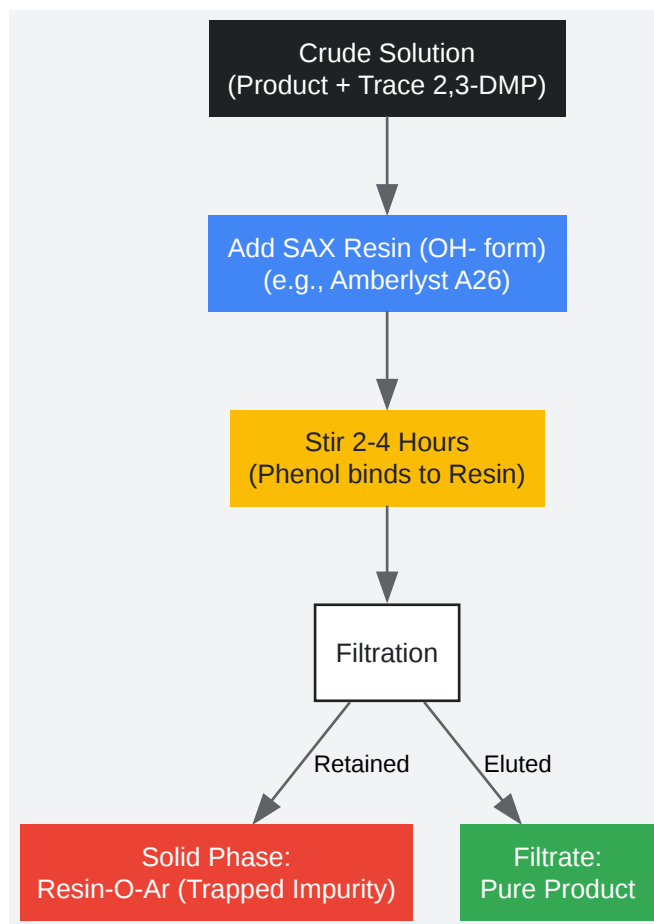 Crude Solution
(Product + Trace 2,3-DMP)
Add SAX Resin (OH- form)
(e.g., Amberlyst A26)
Stir 2-4 Hours
(Phenol binds to Resin)
Filtration
Retained
Eluted
Solid Phase:
Resin-O-Ar (Trapped Impurity)
Filtrate:
Pure Product